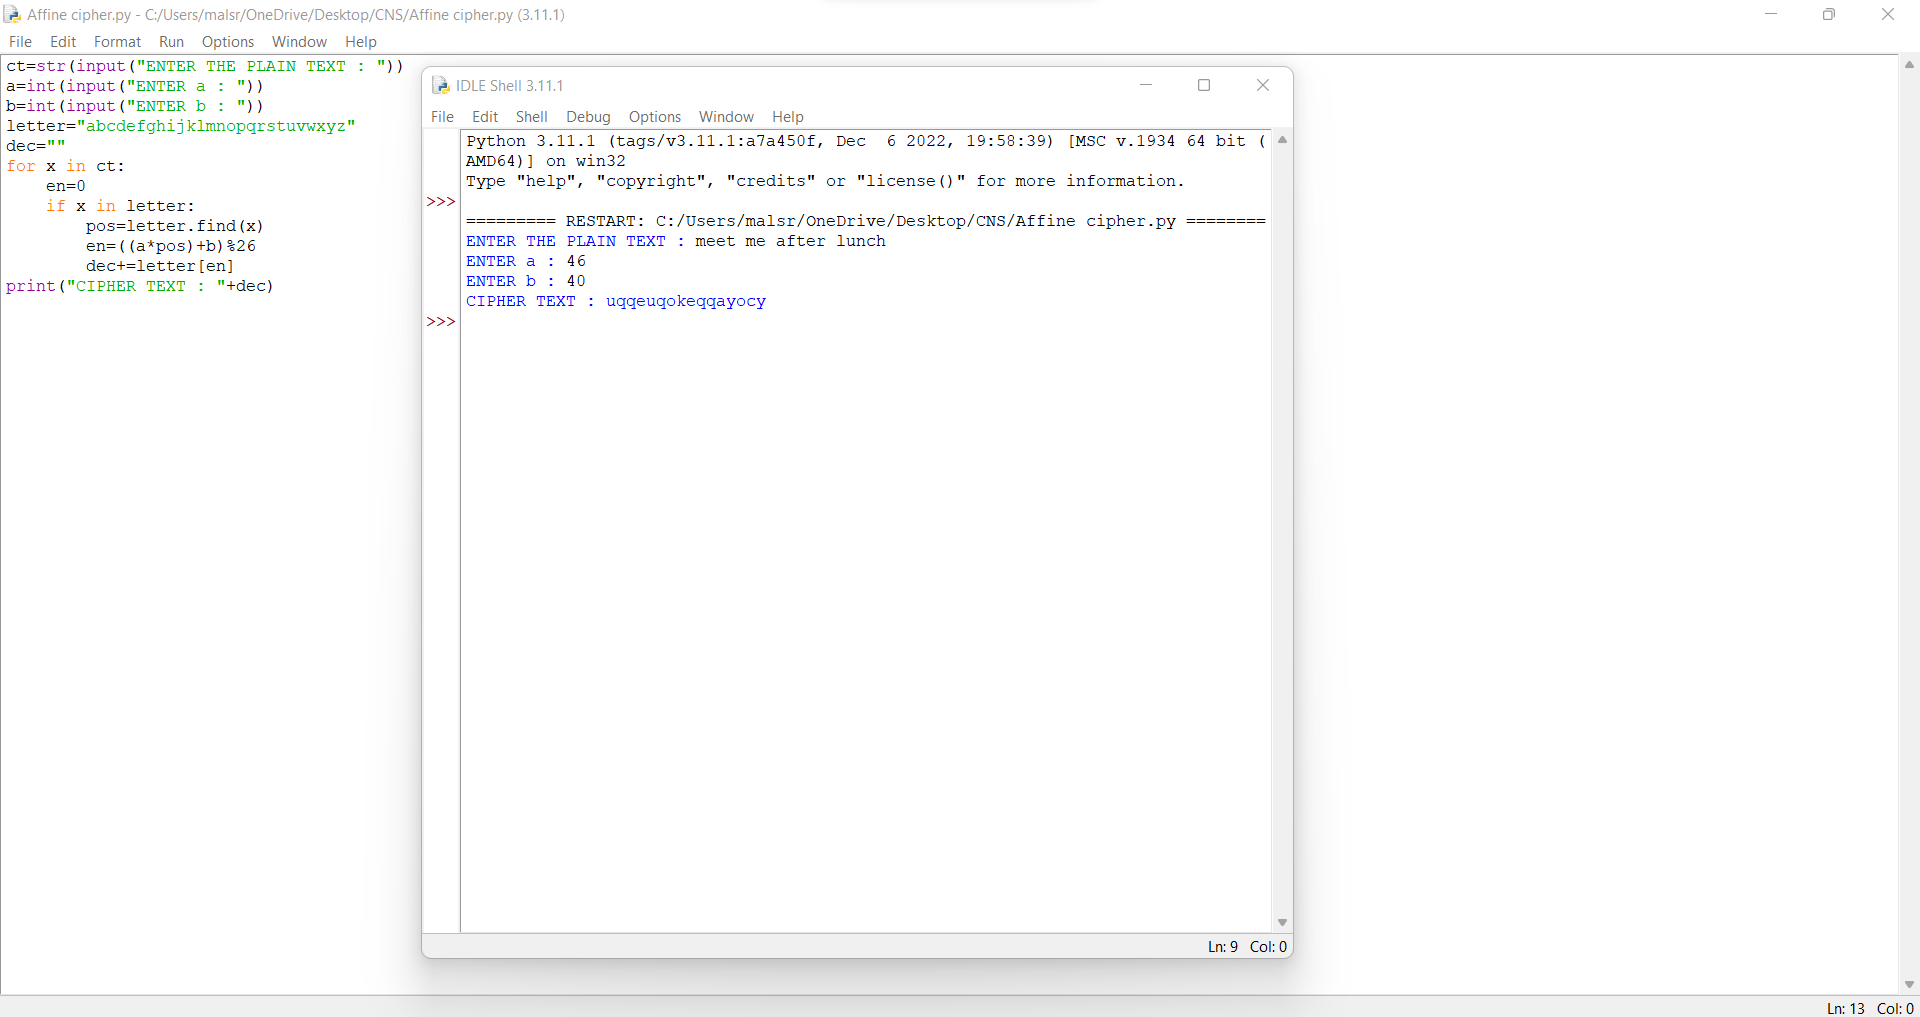 Affine cipher.py - C:/Users/malsr/OneDrive/Desktop/CNS/Affine cipher.py (3.11.1)
File Edit Format Run Options Window Help
ct=str(input("ENTER THE PLAIN TEXT : "))
a=int(input("ENTER a : "))
b=int(input("ENTER b : "))
letter="abcdefghijklmnopqrstuvwxyz"
dec=""
for x in ct:
    en=0
    if x in letter:
        pos=letter.find(x)
        en=((a*pos)+b)%26
        dec+=letter[en]
print("CIPHER TEXT : "+dec)
IDLE Shell 3.11.1
File Edit Shell Debug Options Window Help
Python 3.11.1 (tags/v3.11.1:a7a450f, Dec  6 2022, 19:58:39) [MSC v.1934 64 bit (
AMD64)] on win32
Type "help", "copyright", "credits" or "license()" for more information.
>>>
========= RESTART: C:/Users/malsr/OneDrive/Desktop/CNS/Affine cipher.py ========
ENTER THE PLAIN TEXT : meet me after lunch
ENTER a : 46
ENTER b : 40
CIPHER TEXT : uqqeuqokeqqayocy
>>>
Ln: 9 Col: 0
Ln: 13 Col: 0